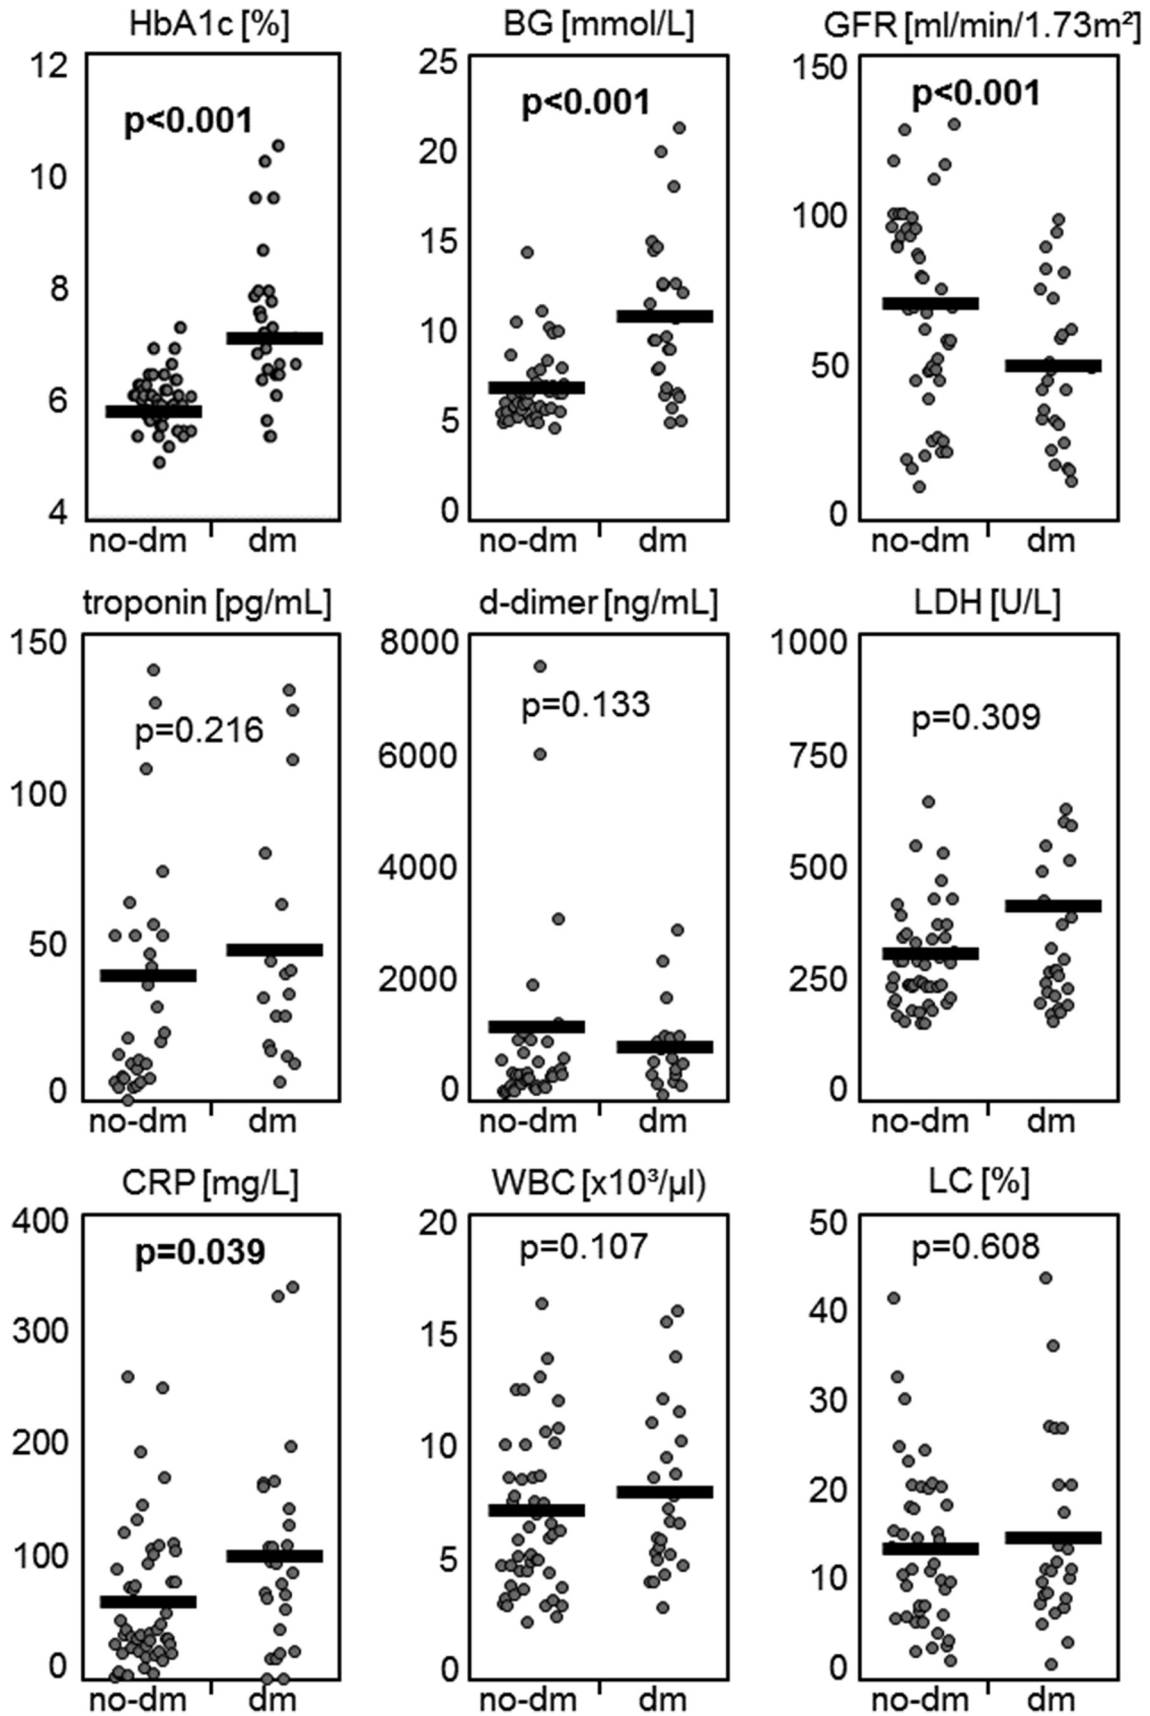 HbA1c [%]
12
10
8
6
4
p<0.001
no-dm dm
BG [mmol/L]
25
20
15
10
5
0
p<0.001
no-dm dm
GFR [ml/min/1.73m²]
150
100
50
0
p<0.001
no-dm dm
troponin [pg/mL]
150
100
50
0
p=0.216
no-dm dm
d-dimer [ng/mL]
8000
6000
4000
2000
0
p=0.133
no-dm dm
LDH [U/L]
1000
750
500
250
0
p=0.309
no-dm dm
CRP [mg/L]
400
300
200
100
0
p=0.039
no-dm dm
WBC [x10³/µl)
20
15
10
5
0
p=0.107
no-dm dm
LC [%]
50
40
30
20
10
0
p=0.608
no-dm dm